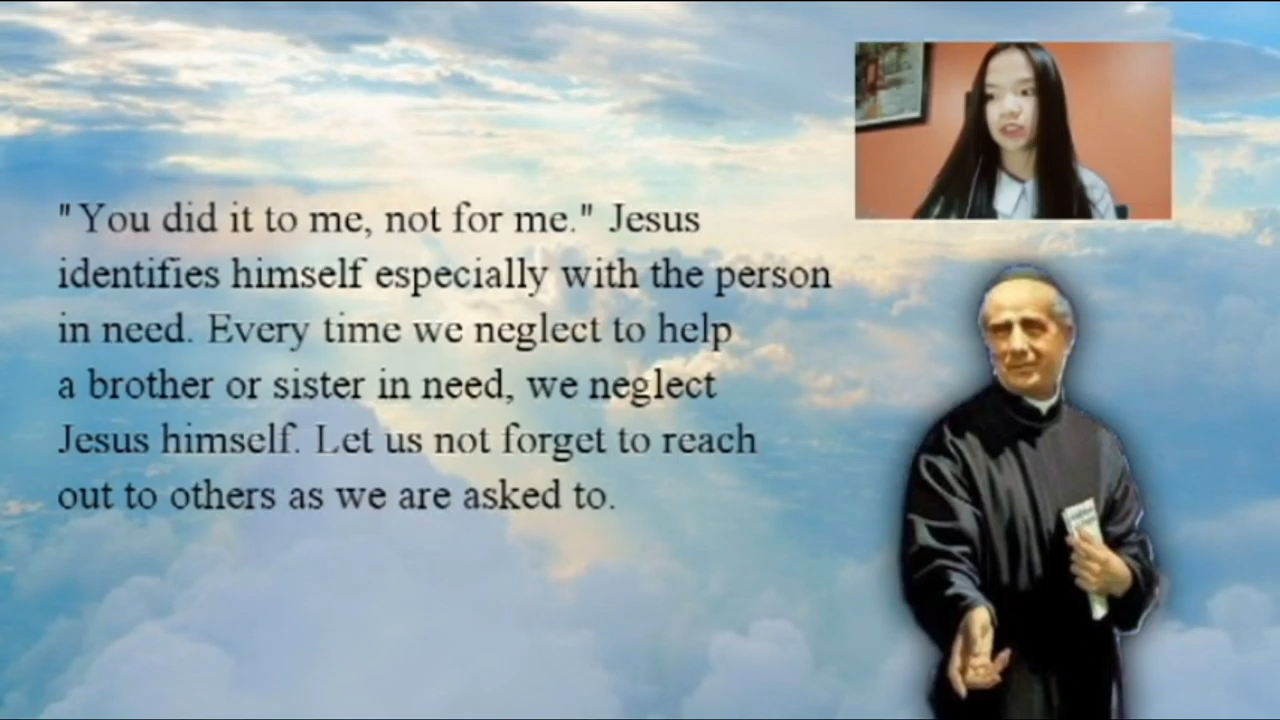 "You did it to me, not for me." Jesus
identifies himself especially with the person
in need. Every time we neglect to help
a brother or sister in need, we neglect
Jesus himself. Let us not forget to reach
out to others as we are asked to.